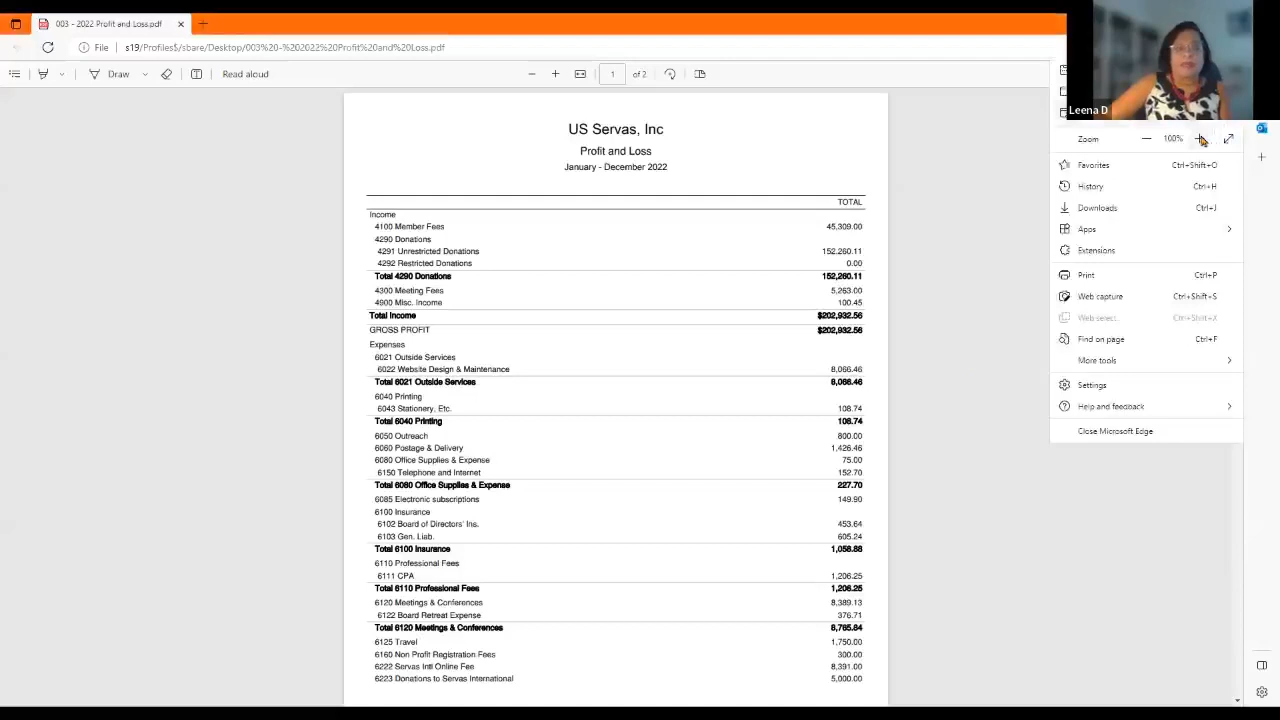 003 - 2022 Profit and Loss.pdf
File s19/Profiles$/sbare/Desktop/003%20-%202022%20Profit%20and%20Loss.pdf
Draw Read aloud 1 of 2
Leena D
US Servas, Inc
Profit and Loss
January - December 2022
TOTAL
Income
4100 Member Fees 45,309.00
4290 Donations
4291 Unrestricted Donations 152,260.11
4292 Restricted Donations 0.00
Total 4290 Donations 152,260.11
4300 Meeting Fees 5,263.00
4900 Misc. Income 100.45
Total Income $202,932.56
GROSS PROFIT $202,932.56
Expenses
6021 Outside Services
6022 Website Design & Maintenance 8,066.46
Total 6021 Outside Services 8,066.46
6040 Printing
6043 Stationery, Etc. 108.74
Total 6040 Printing 108.74
6050 Outreach 800.00
6060 Postage & Delivery 1,426.46
6080 Office Supplies & Expense 75.00
6150 Telephone and Internet 152.70
Total 6080 Office Supplies & Expense 227.70
6085 Electronic subscriptions 149.90
6100 Insurance
6102 Board of Directors' Ins. 453.64
6103 Gen. Liab. 605.24
Total 6100 Insurance 1,058.88
6110 Professional Fees
6111 CPA 1,206.25
Total 6110 Professional Fees 1,206.25
6120 Meetings & Conferences 8,389.13
6122 Board Retreat Expense 376.71
Total 6120 Meetings & Conferences 8,765.84
6125 Travel 1,750.00
6160 Non Profit Registration Fees 300.00
6222 Servas Intl Online Fee 8,391.00
6223 Donations to Servas International 5,000.00
Zoom 100%
Favorites Ctrl+Shift+O
History Ctrl+H
Downloads Ctrl+J
Apps
Extensions
Print Ctrl+P
Web capture Ctrl+Shift+S
Web select Ctrl+Shift+X
Find on page Ctrl+F
More tools
Settings
Help and feedback
Close Microsoft Edge